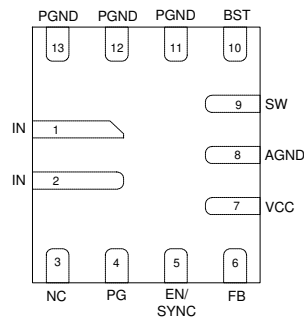 PGND PGND PGND BST
13 12 11 10
9 SW
IN 1
8 AGND
IN 2
7 VCC
3 4 5 6
NC PG EN/ FB
SYNC